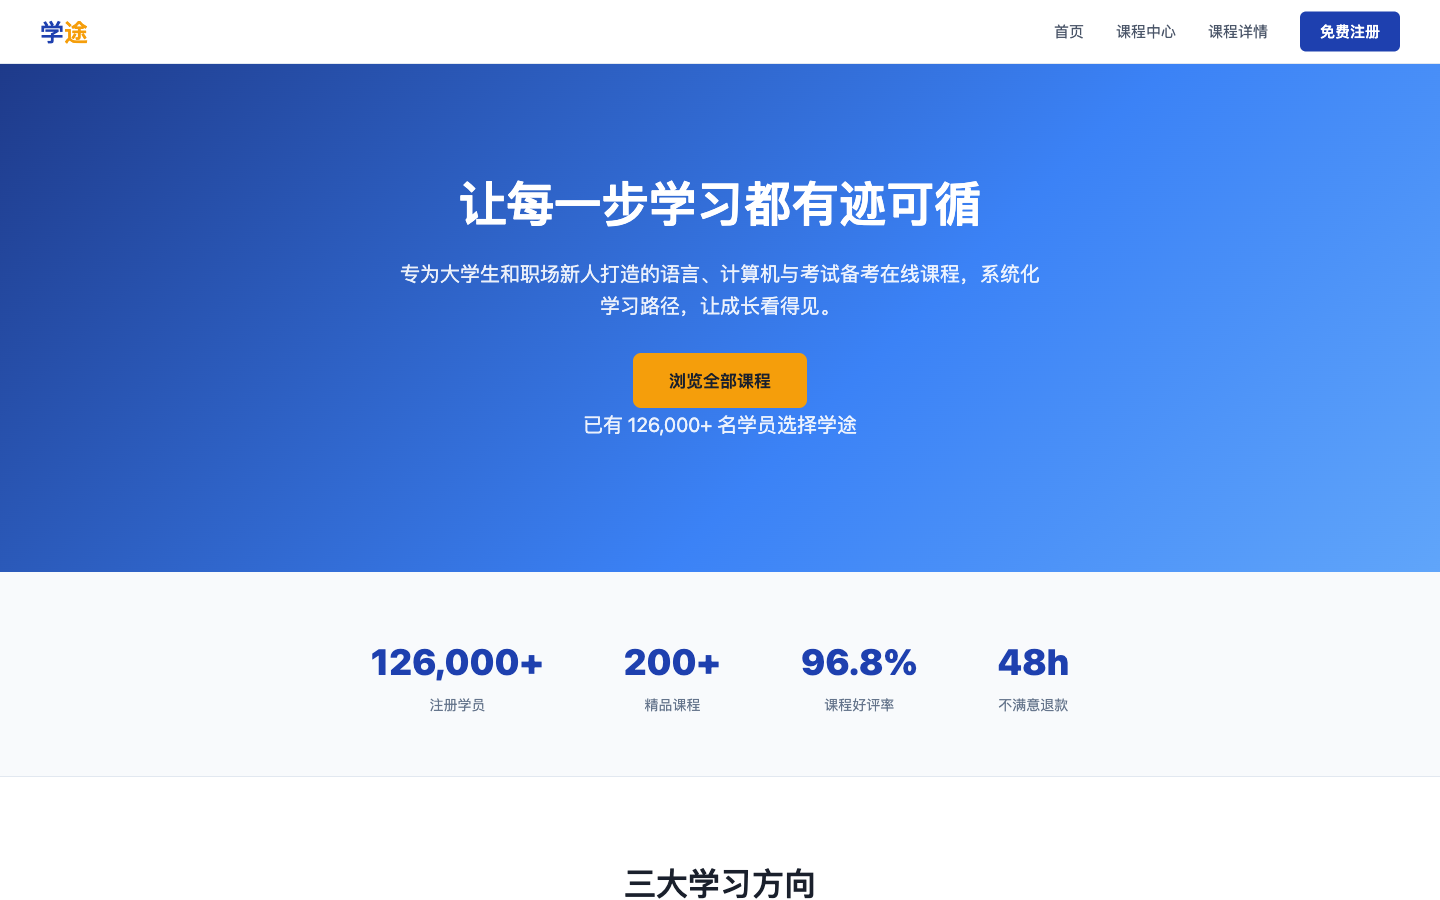 学途
首页
课程中心
课程详情
免费注册
让每一步学习都有迹可循
专为大学生和职场新人打造的语言、计算机与考试备考在线课程，系统化
学习路径，让成长看得见。
浏览全部课程
已有 126,000+ 名学员选择学途
126,000+
200+
96.8%
48h
注册学员
精品课程
课程好评率
不满意退款
三大学习方向